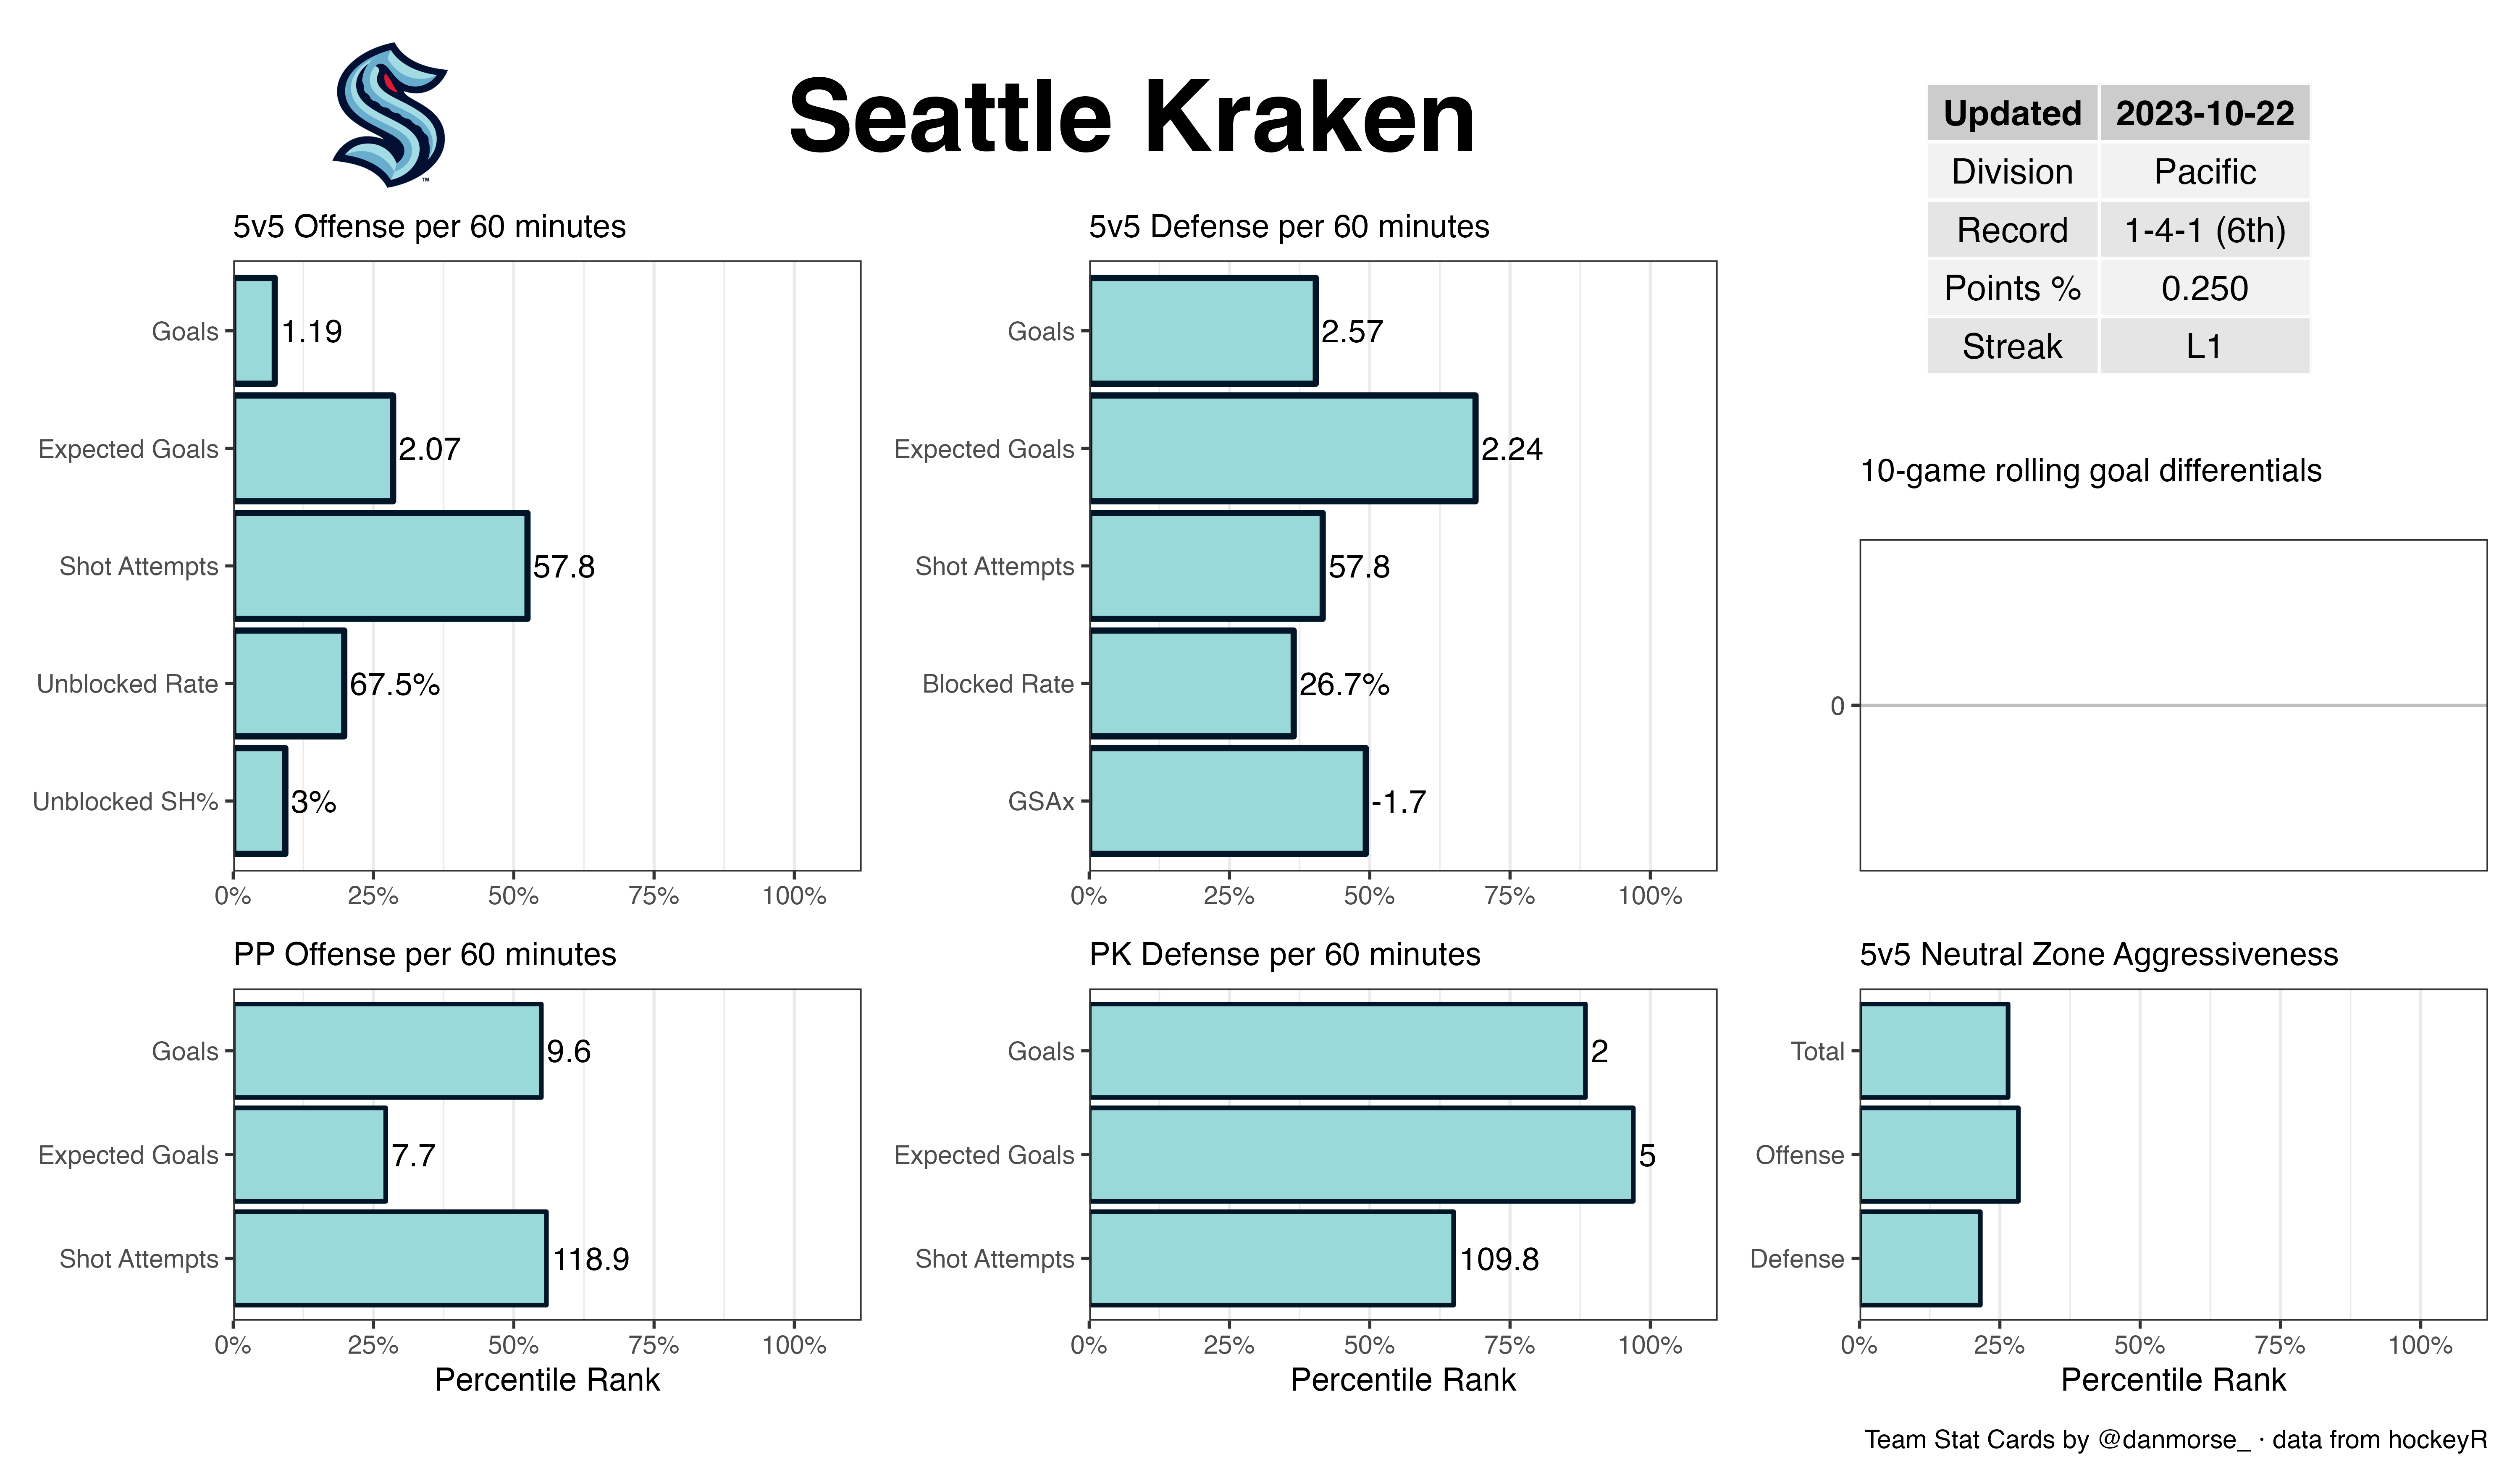 Seattle Kraken
Updated 2023-10-22
Division Pacific
Record 1-4-1 (6th)
Points % 0.250
Streak L1
TM
5v5 Offense per 60 minutes
Goals 1.19
Expected Goals 2.07
Shot Attempts 57.8
Unblocked Rate 67.5%
Unblocked SH% 3%
0% 25% 50% 75% 100%
5v5 Defense per 60 minutes
Goals 2.57
Expected Goals 2.24
Shot Attempts 57.8
Blocked Rate 26.7%
GSAx -1.7
0% 25% 50% 75% 100%
10-game rolling goal differentials
0
PP Offense per 60 minutes
Goals 9.6
Expected Goals 7.7
Shot Attempts 118.9
0% 25% 50% 75% 100%
Percentile Rank
PK Defense per 60 minutes
Goals 2
Expected Goals 5
Shot Attempts 109.8
0% 25% 50% 75% 100%
Percentile Rank
5v5 Neutral Zone Aggressiveness
Total
Offense
Defense
0% 25% 50% 75% 100%
Percentile Rank
Team Stat Cards by @danmorse_ · data from hockeyR